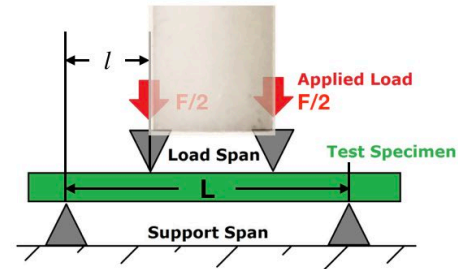 l
Applied Load
F/2
F/2
Load Span
Test Specimen
L
Support Span